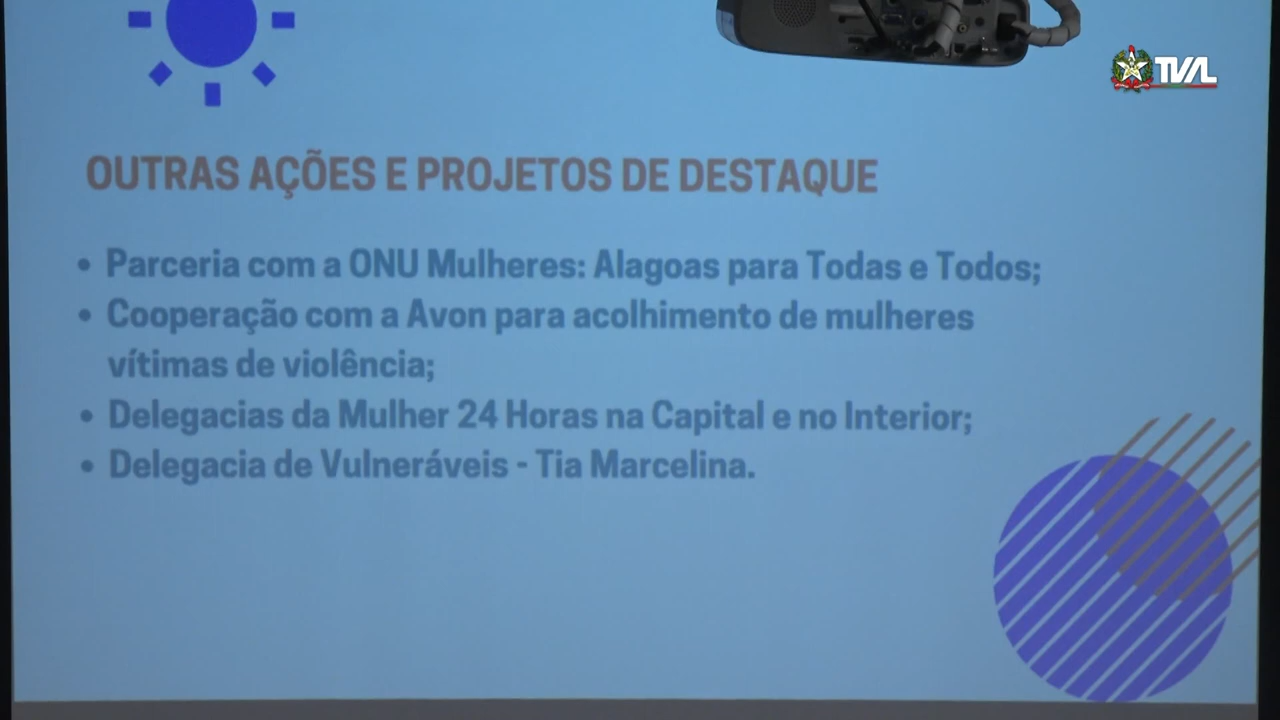 TVAL
OUTRAS AÇÕES E PROJETOS DE DESTAQUE
• Parceria com a ONU Mulheres: Alagoas para Todas e Todos;
• Cooperação com a Avon para acolhimento de mulheres
vítimas de violência;
• Delegacias da Mulher 24 Horas na Capital e no Interior;
• Delegacia de Vulneráveis - Tia Marcelina.